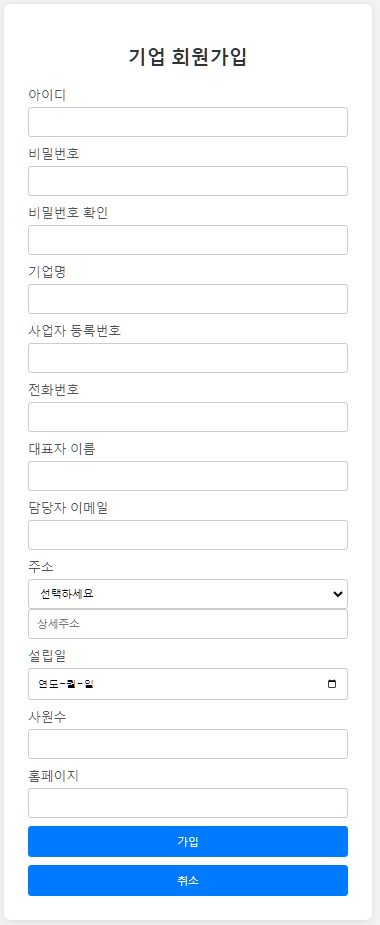 기업 회원가입
아이디
비밀번호
비밀번호 확인
기업명
사업자 등록번호
전화번호
대표자 이름
담당자 이메일
주소
선택하세요
상세주소
설립일
연도-월-일
사원수
홈페이지
가입
취소